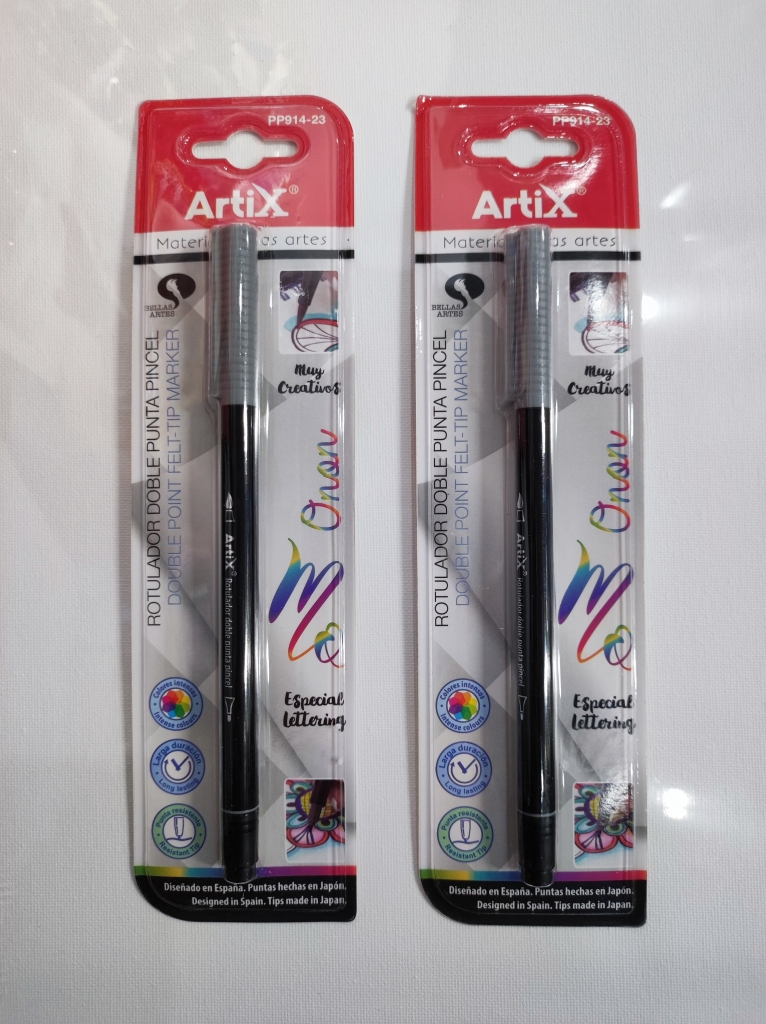 PP914-23
ArtiX®
Materia as artes
BELLAS
ARTES
ROTULADOR DOBLE PUNTA PINCEL
DOUBLE POINT FELT-TIP MARKER
Muy
Creativos
ArtiX® Rotulador doble punta pincel
Colores intensos
Intense colours
Larga duración
Long lasting
Punta resistente
Resistent Tip
Especial
Lettering
Diseñado en España. Puntas hechas en Japón.
Designed in Spain. Tips made in Japan.
PP914-23
ArtiX®
Materia as artes
BELLAS
ARTES
ROTULADOR DOBLE PUNTA PINCEL
DOUBLE POINT FELT-TIP MARKER
Muy
Creativos
ArtiX® Rotulador doble punta pincel
Colores intensos
Intense colours
Larga duración
Long lasting
Punta resistente
Resistent Tip
Especial
Lettering
Diseñado en España. Puntas hechas en Japón.
Designed in Spain. Tips made in Japan.